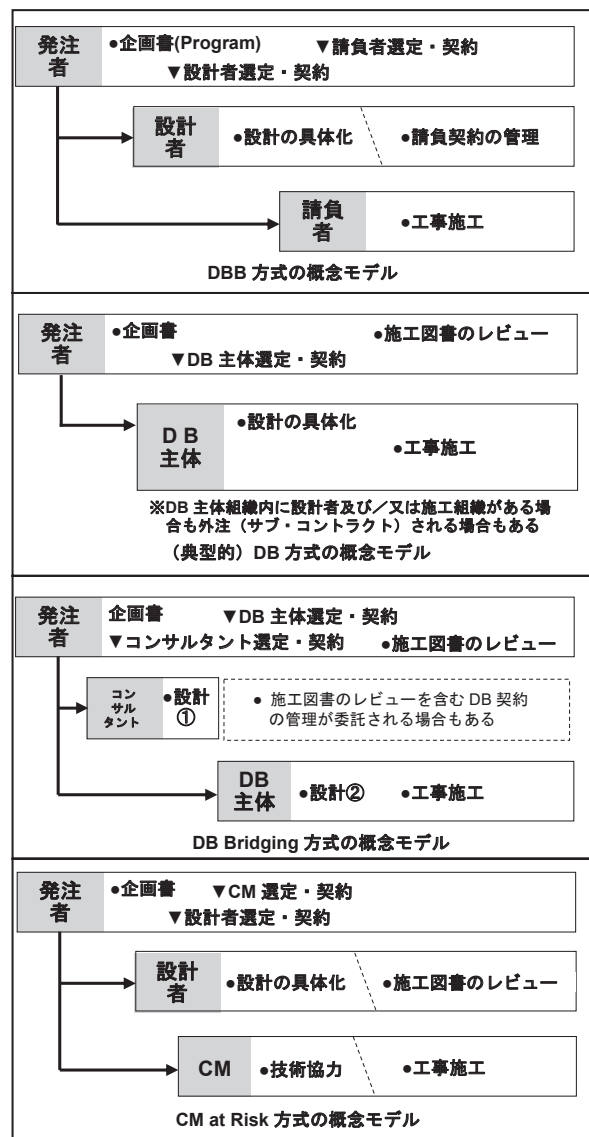 発注者
●企画書(Program) ▼請負者選定・契約
▼設計者選定・契約
設計者
●設計の具体化 ●請負契約の管理
請負者
●工事施工
DBB 方式の概念モデル
発注者
●企画書 ●施工図書のレビュー
▼DB 主体選定・契約
ＤＢ主体
●設計の具体化
●工事施工
※DB 主体組織内に設計者及び／又は施工組織がある場
合も外注（サブ・コントラクト）される場合もある
（典型的）DB 方式の概念モデル
発注者
企画書 ▼DB 主体選定・契約
▼コンサルタント選定・契約 ●施工図書のレビュー
コンサルタント
●設計①
● 施工図書のレビューを含む DB 契約
の管理が委託される場合もある
DB主体
●設計② ●工事施工
DB Bridging 方式の概念モデル
発注者
●企画書 ▼CM 選定・契約
▼設計者選定・契約
設計者
●設計の具体化 ●施工図書のレビュー
CM ●技術協力 ●工事施工
CM at Risk 方式の概念モデル